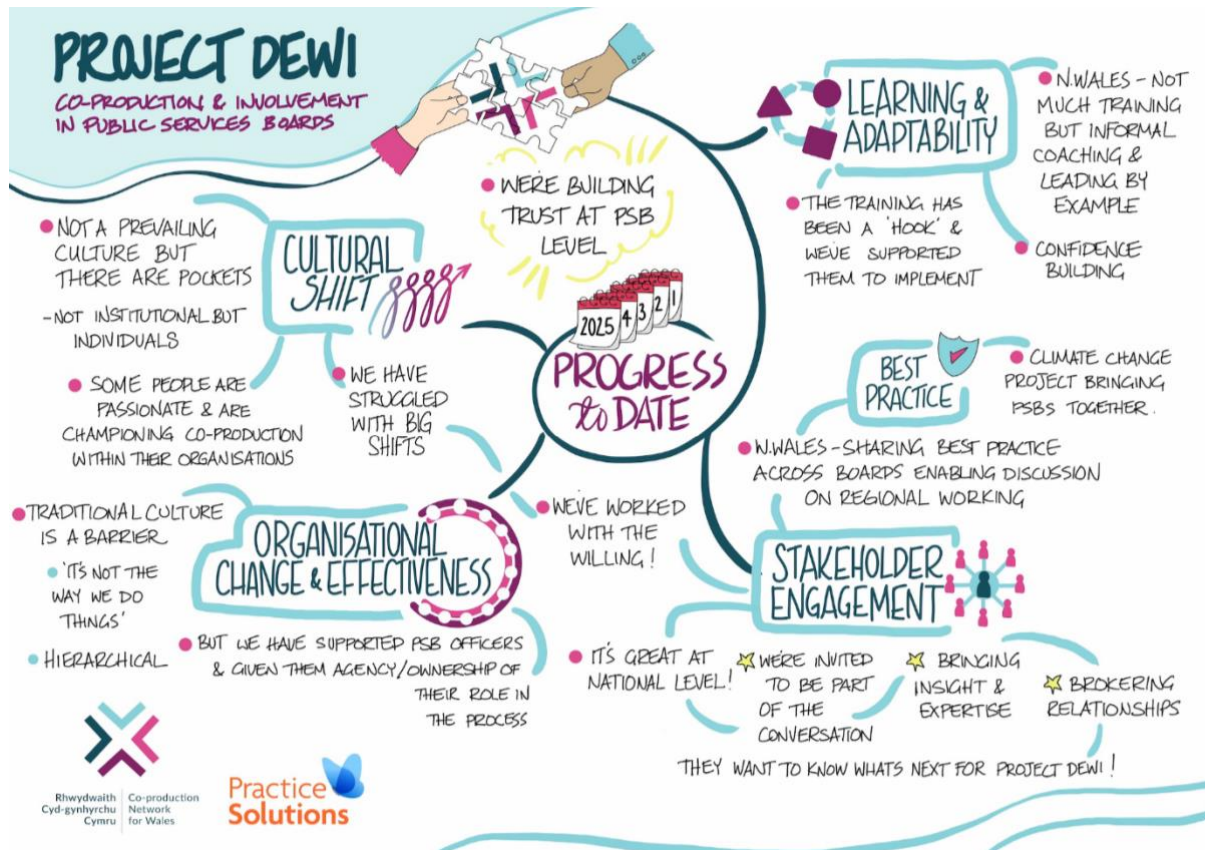 PROJECT DEWI
CO-PRODUCTION & INVOLVEMENT
IN PUBLIC SERVICES BOARDS
WE'RE BUILDING
TRUST AT PSB
LEVEL
2025
4
3
2
1
PROGRESS
to DATE
CULTURAL
SHIFT
NOT A PREVAILING
CULTURE BUT
THERE ARE POCKETS
-NOT INSTITUTIONAL BUT
INDIVIDUALS
SOME PEOPLE ARE
PASSIONATE & ARE
CHAMPIONING CO-PRODUCTION
WITHIN THEIR ORGANISATIONS
WE HAVE
STRUGGLED
WITH BIG
SHIFTS
LEARNING &
ADAPTABILITY
N.WALES - NOT
MUCH TRAINING
BUT INFORMAL
COACHING &
LEADING BY
EXAMPLE
THE TRAINING HAS
BEEN A 'HOOK' &
WE'VE SUPPORTED
THEM TO IMPLEMENT
CONFIDENCE
BUILDING
BEST
PRACTICE
CLIMATE CHANGE
PROJECT BRINGING
PSBS TOGETHER.
N.WALES - SHARING BEST PRACTICE
ACROSS BOARDS ENABLING DISCUSSION
ON REGIONAL WORKING
ORGANISATIONAL
CHANGE & EFFECTIVENESS
TRADITIONAL CULTURE
IS A BARRIER
'IT'S NOT THE
WAY WE DO
THINGS'
HIERARCHICAL
BUT WE HAVE SUPPORTED PSB OFFICERS
& GIVEN THEM AGENCY/OWNERSHIP OF
THEIR ROLE IN
THE PROCESS
WE'VE WORKED
WITH THE
WILLING!
STAKEHOLDER
ENGAGEMENT
IT'S GREAT AT
NATIONAL LEVEL!
WE'RE INVITED
TO BE PART
OF THE
CONVERSATION
BRINGING
INSIGHT &
EXPERTISE
BROKERING
RELATIONSHIPS
THEY WANT TO KNOW WHATS NEXT FOR PROJECT DEWI!
Rhwydwaith
Cyd-gynhyrchu
Cymru
Co-production
Network
for Wales
Practice
Solutions